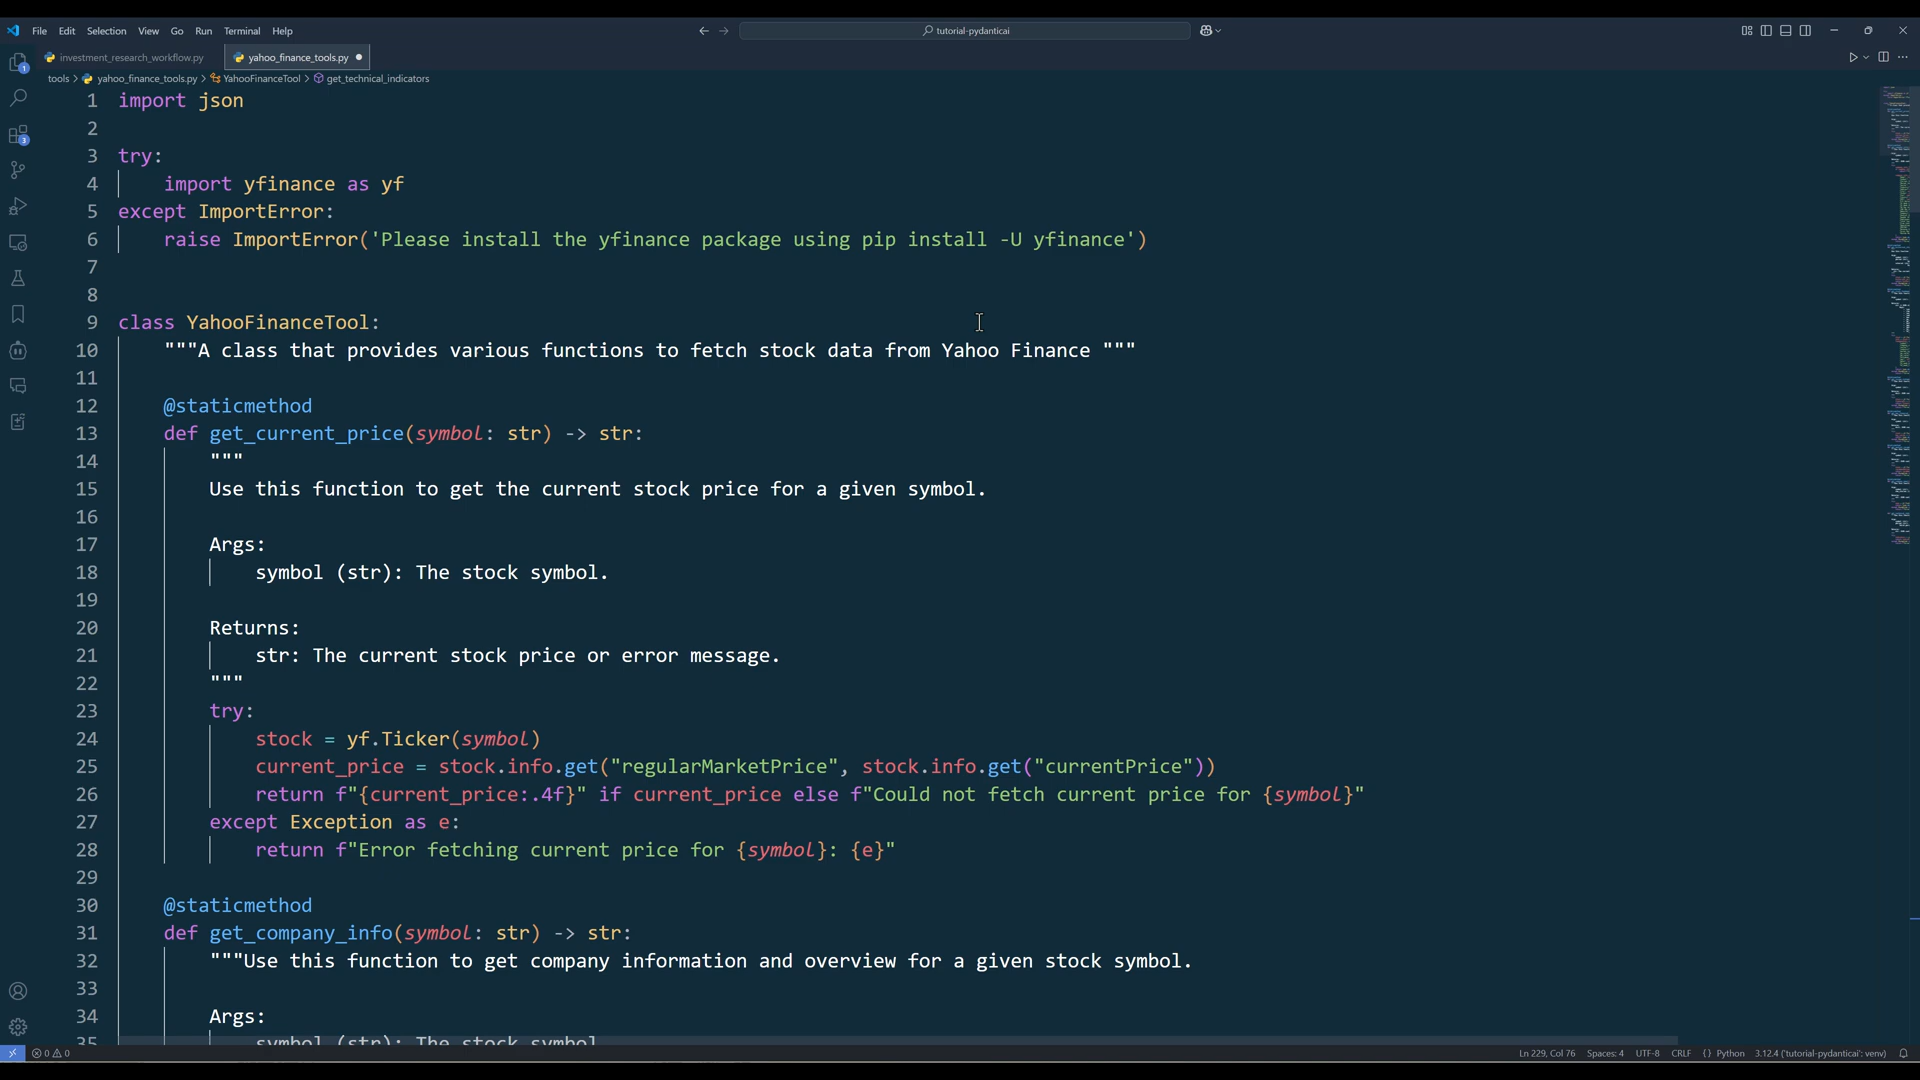 File Edit Selection View Go Run Terminal Help
tutorial-pydanticai
investment_research_workflow.py
yahoo_finance_tools.py
tools > yahoo_finance_tools.py > YahooFinanceTool > get_technical_indicators
1 import json
2
3 try:
4 import yfinance as yf
5 except ImportError:
6 raise ImportError('Please install the yfinance package using pip install -U yfinance')
7
8
9 class YahooFinanceTool:
10 """A class that provides various functions to fetch stock data from Yahoo Finance """
11
12 @staticmethod
13 def get_current_price(symbol: str) -> str:
14 """
15 Use this function to get the current stock price for a given symbol.
16
17 Args:
18 symbol (str): The stock symbol.
19
20 Returns:
21 str: The current stock price or error message.
22 """
23 try:
24 stock = yf.Ticker(symbol)
25 current_price = stock.info.get("regularMarketPrice", stock.info.get("currentPrice"))
26 return f"{current_price:.4f}" if current_price else f"Could not fetch current price for {symbol}"
27 except Exception as e:
28 return f"Error fetching current price for {symbol}: {e}"
29
30 @staticmethod
31 def get_company_info(symbol: str) -> str:
32 """Use this function to get company information and overview for a given stock symbol.
33
34 Args:
35 symbol (str): The stock symbol
1
3
0 0
Ln 229, Col 76 Spaces: 4 UTF-8 CRLF {} Python 3.12.4 ('tutorial-pydanticai': venv)